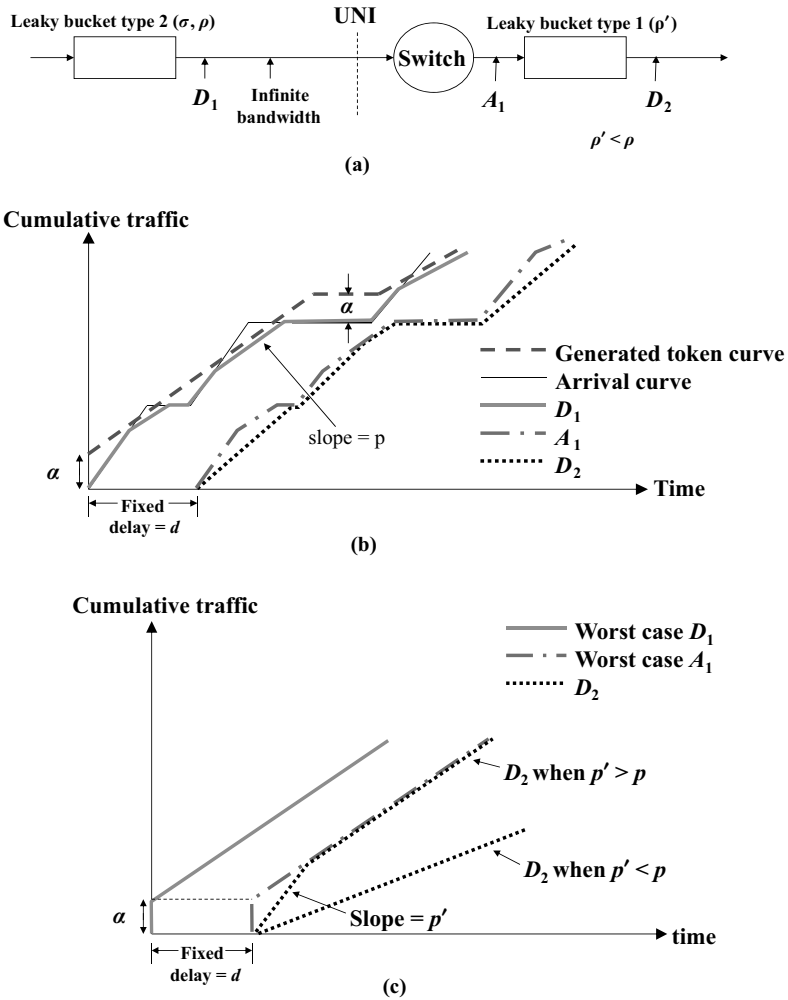 Leaky bucket type 2 (σ, ρ)
UNI
Leaky bucket type 1 (ρ′)
Switch
D1
Infinite
bandwidth
A1
D2
ρ′ < ρ
(a)
Cumulative traffic
α
α
slope = p
Generated token curve
Arrival curve
D1
A1
D2
Time
Fixed
delay = d
(b)
Cumulative traffic
Worst case D1
Worst case A1
D2
D2 when p′ > p
D2 when p′ < p
α
Slope = p′
time
Fixed
delay = d
(c)